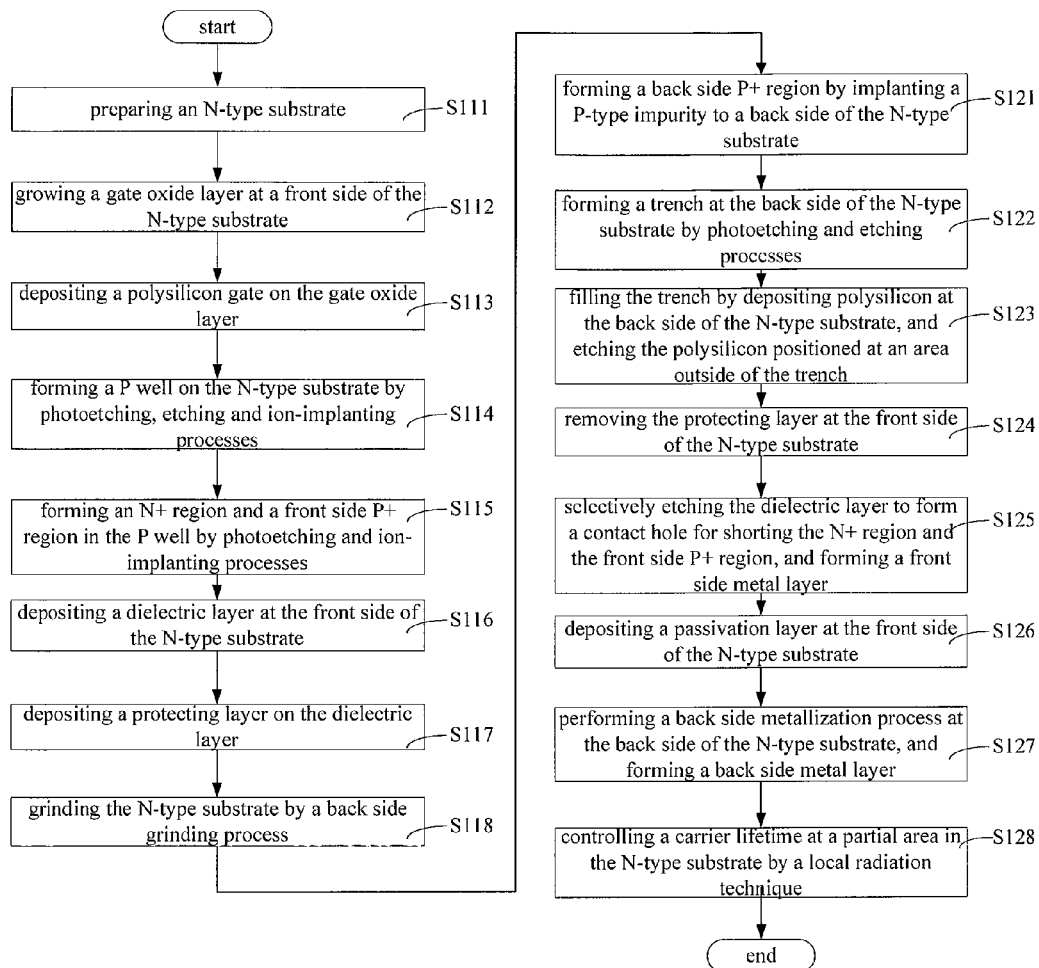 start
preparing an N-type substrate
S111
growing a gate oxide layer at a front side of the
N-type substrate
S112
depositing a polysilicon gate on the gate oxide
layer
S113
forming a P well on the N-type substrate by
photoetching, etching and ion-implanting
processes
S114
forming an N+ region and a front side P+
region in the P well by photoetching and ion-
implanting processes
S115
depositing a dielectric layer at the front side of
the N-type substrate
S116
depositing a protecting layer on the dielectric
layer
S117
grinding the N-type substrate by a back side
grinding process
S118
forming a back side P+ region by implanting a
P-type impurity to a back side of the N-type
substrate
S121
forming a trench at the back side of the N-type
substrate by photoetching and etching
processes
S122
filling the trench by depositing polysilicon at
the back side of the N-type substrate, and
etching the polysilicon positioned at an area
outside of the trench
S123
removing the protecting layer at the front side
of the N-type substrate
S124
selectively etching the dielectric layer to form
a contact hole for shorting the N+ region and
the front side P+ region, and forming a front
side metal layer
S125
depositing a passivation layer at the front side
of the N-type substrate
S126
performing a back side metallization process at
the back side of the N-type substrate, and
forming a back side metal layer
S127
controlling a carrier lifetime at a partial area in
the N-type substrate by a local radiation
technique
S128
end